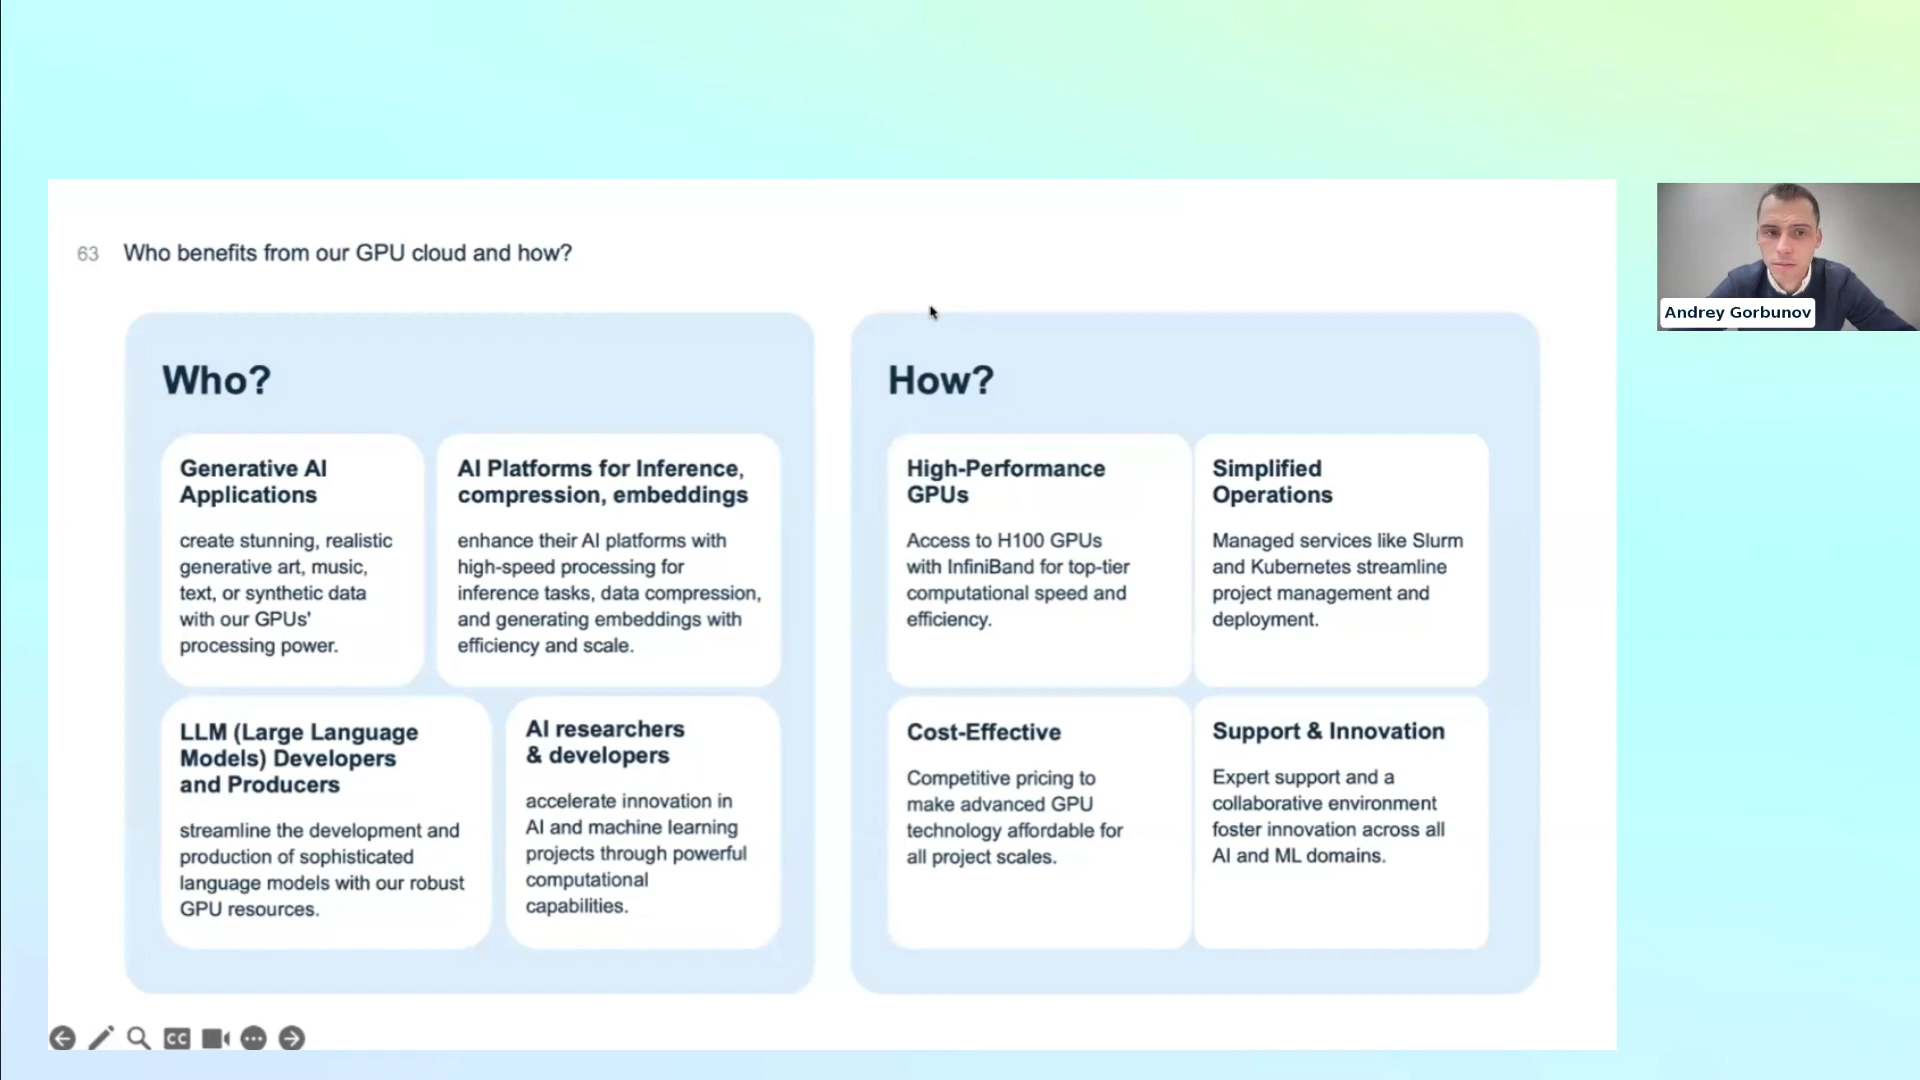 63 Who benefits from our GPU cloud and how?
Who?
Generative AI
Applications
create stunning, realistic
generative art, music,
text, or synthetic data
with our GPUs'
processing power.
AI Platforms for Inference,
compression, embeddings
enhance their AI platforms with
high-speed processing for
inference tasks, data compression,
and generating embeddings with
efficiency and scale.
LLM (Large Language
Models) Developers
and Producers
streamline the development and
production of sophisticated
language models with our robust
GPU resources.
AI researchers
& developers
accelerate innovation in
AI and machine learning
projects through powerful
computational
capabilities.
How?
High-Performance
GPUs
Access to H100 GPUs
with InfiniBand for top-tier
computational speed and
efficiency.
Simplified
Operations
Managed services like Slurm
and Kubernetes streamline
project management and
deployment.
Cost-Effective
Competitive pricing to
make advanced GPU
technology affordable for
all project scales.
Support & Innovation
Expert support and a
collaborative environment
foster innovation across all
AI and ML domains.
Andrey Gorbunov
CC